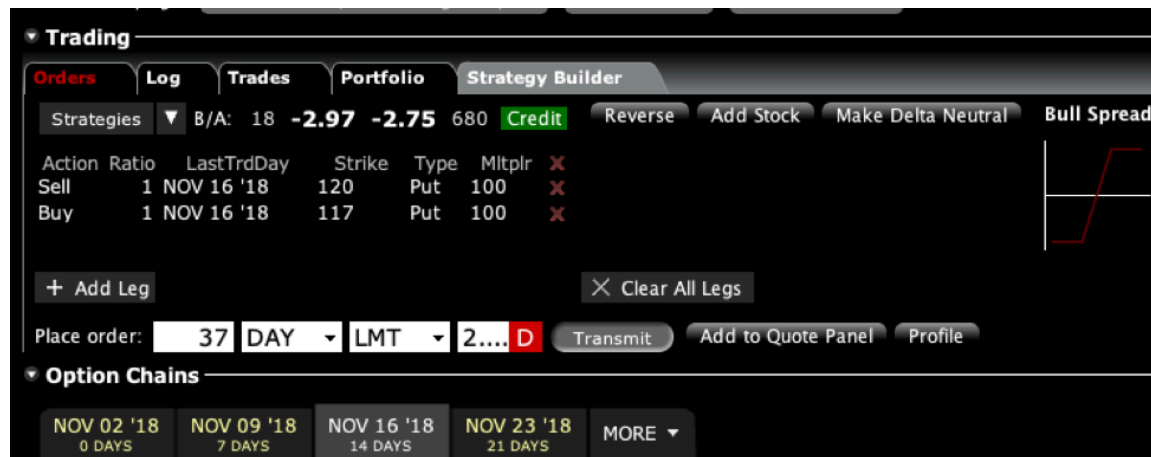 Trading
Orders Log Trades Portfolio Strategy Builder
Strategies B/A: 18 -2.97 -2.75 680 Credit Reverse Add Stock Make Delta Neutral Bull Spread
Action Ratio LastTrdDay Strike Type Mltplr X
Sell 1 NOV 16 '18 120 Put 100 X
Buy 1 NOV 16 '18 117 Put 100 X
+ Add Leg X Clear All Legs
Place order: 37 DAY LMT 2.... D Transmit Add to Quote Panel Profile
Option Chains
NOV 02 '18 NOV 09 '18 NOV 16 '18 NOV 23 '18 MORE
0 DAYS 7 DAYS 14 DAYS 21 DAYS